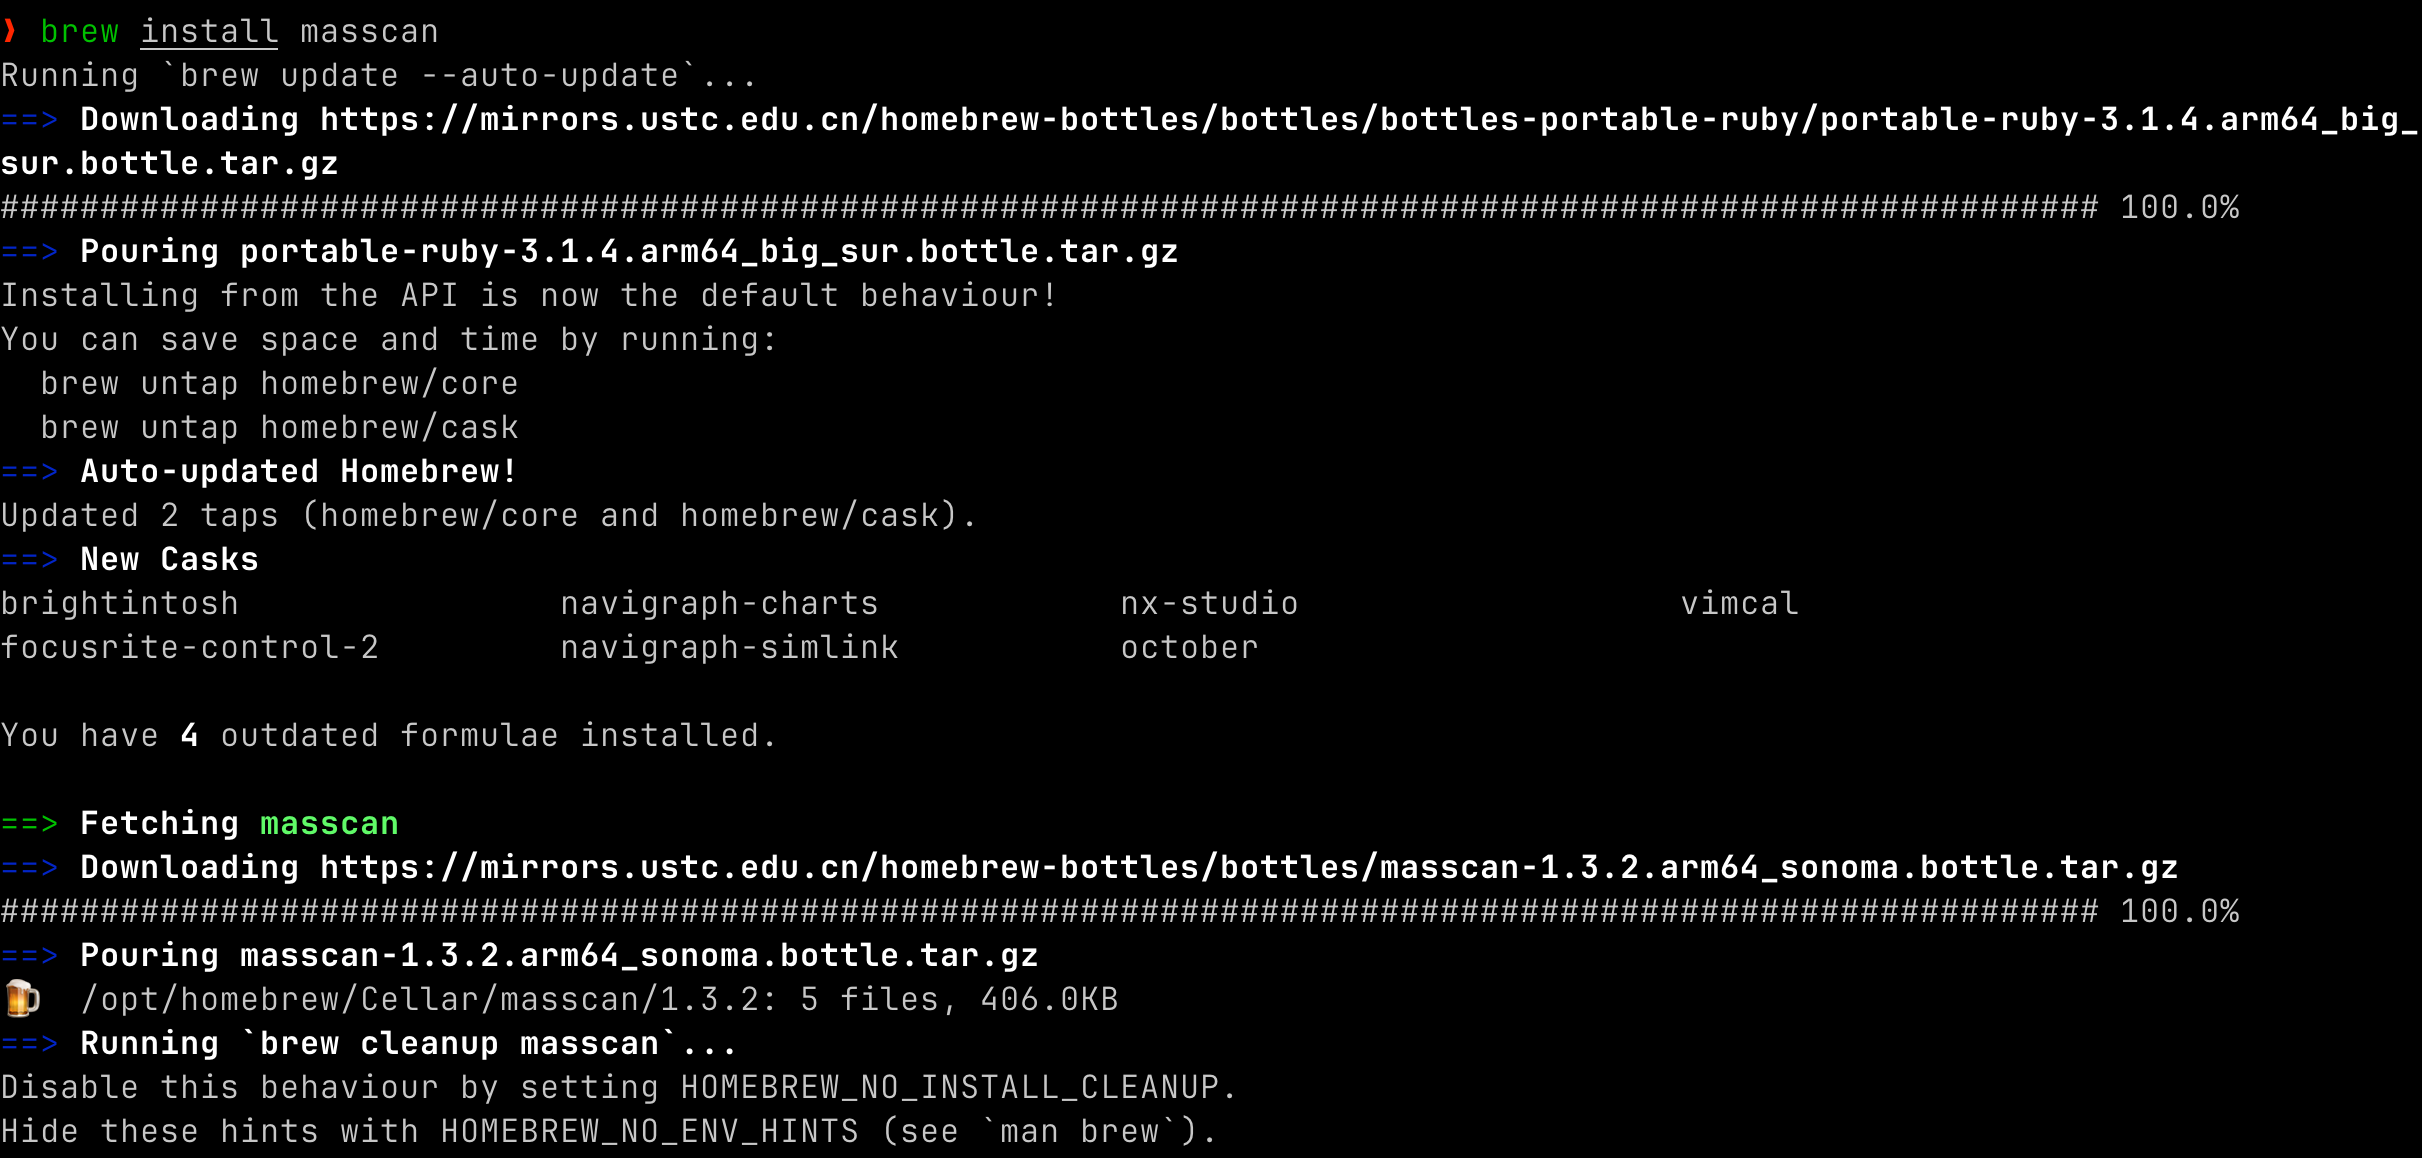 ❯ brew install masscan
Running `brew update --auto-update`...
==> Downloading https://mirrors.ustc.edu.cn/homebrew-bottles/bottles/bottles-portable-ruby/portable-ruby-3.1.4.arm64_big_
sur.bottle.tar.gz
######################################################################################################### 100.0%
==> Pouring portable-ruby-3.1.4.arm64_big_sur.bottle.tar.gz
Installing from the API is now the default behaviour!
You can save space and time by running:
  brew untap homebrew/core
  brew untap homebrew/cask
==> Auto-updated Homebrew!
Updated 2 taps (homebrew/core and homebrew/cask).
==> New Casks
brightintosh                navigraph-charts            nx-studio                   vimcal
focusrite-control-2         navigraph-simlink           october

You have 4 outdated formulae installed.

==> Fetching masscan
==> Downloading https://mirrors.ustc.edu.cn/homebrew-bottles/bottles/masscan-1.3.2.arm64_sonoma.bottle.tar.gz
######################################################################################################### 100.0%
==> Pouring masscan-1.3.2.arm64_sonoma.bottle.tar.gz
🍺  /opt/homebrew/Cellar/masscan/1.3.2: 5 files, 406.0KB
==> Running `brew cleanup masscan`...
Disable this behaviour by setting HOMEBREW_NO_INSTALL_CLEANUP.
Hide these hints with HOMEBREW_NO_ENV_HINTS (see `man brew`).